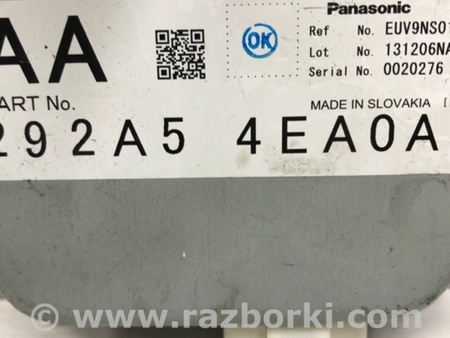 AA
OK
Panasonic
Ref No. EUV9NS01
Lot No. 131206NA
Serial No. 0020276
PART No.
MADE IN SLOVAKIA
292A5 4EA0A
www.razborki.com